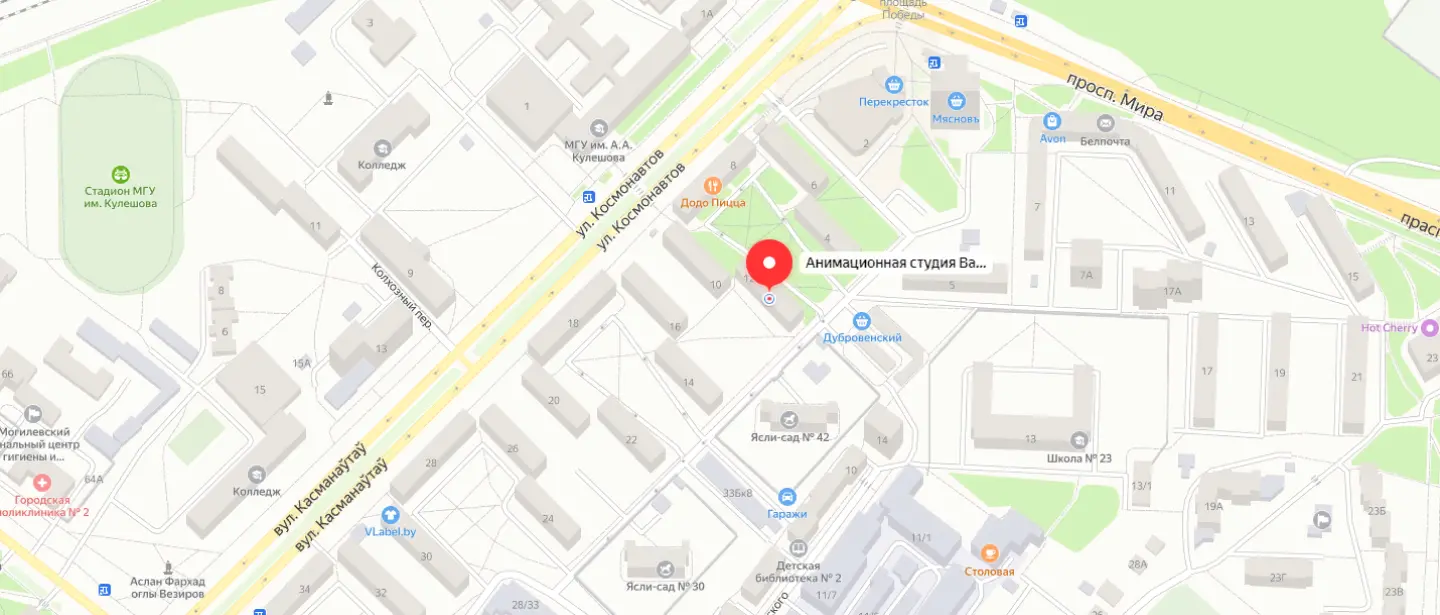 площадь
Победы
1А
3
1
МГУ им. А.А.
Кулешова
Колледж
Стадион МГУ
им. Кулешова
11
9
Колхозный пер.
8
6
13
15А
15
66
Могилевский
нальный центр
гигиены и...
64А
Городская
поликлиника № 2
Колледж
ул. Космонавтов
ул. Космонавтов
вул. Касманаўтаў
вул. Касманаўтаў
просп. Мира
прасп
Перекресток
Мясновь
2
Avon
Белпочта
8
Додо Пицца
6
4
7
11
13
15
7А
17А
5
Анимационная студия Ва...
10
12
16
18
14
20
22
26
28
24
Дубровенский
Hot Cherry
23
17
19
21
Ясли-сад № 42
14
13
Школа № 23
10
33Бк8
Гаражи
VLabel.by
30
34
32
Аслан Фархад
оглы Везиров
Ясли-сад № 30
28/33
Детская
библиотека № 2
11/1
11/7
Столовая
13/1
19А
23Б
28А
23Г
23В